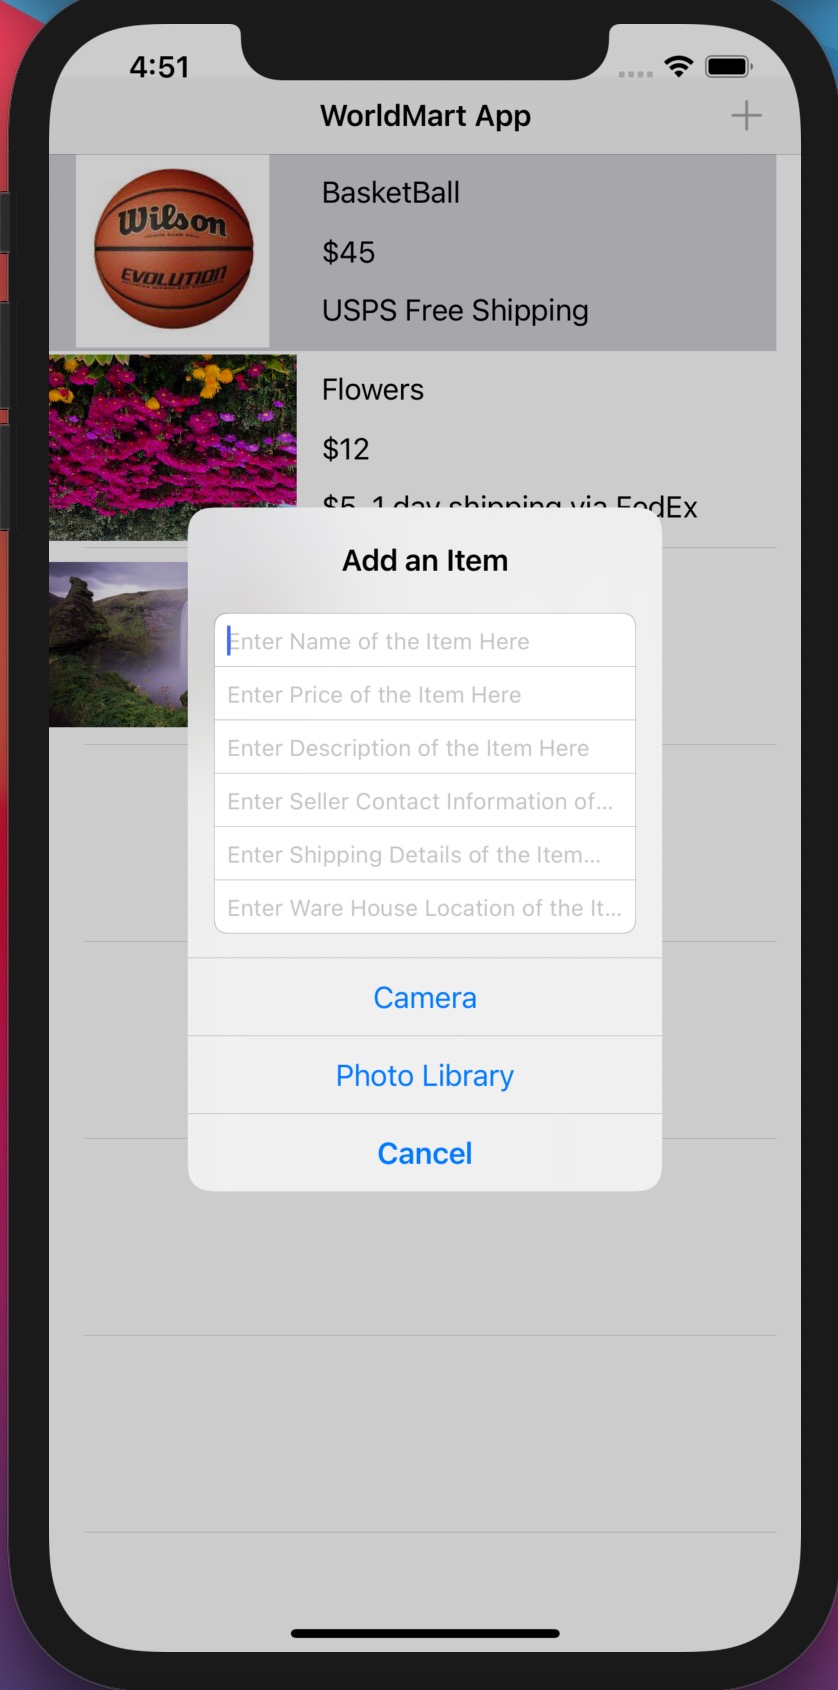 4:51
WorldMart App
Wilson
EVOLUTION
BasketBall
$45
USPS Free Shipping
Flowers
$12
$5, 1 day shipping via FedEx
Add an Item
Enter Name of the Item Here
Enter Price of the Item Here
Enter Description of the Item Here
Enter Seller Contact Information of...
Enter Shipping Details of the Item...
Enter Ware House Location of the It...
Camera
Photo Library
Cancel